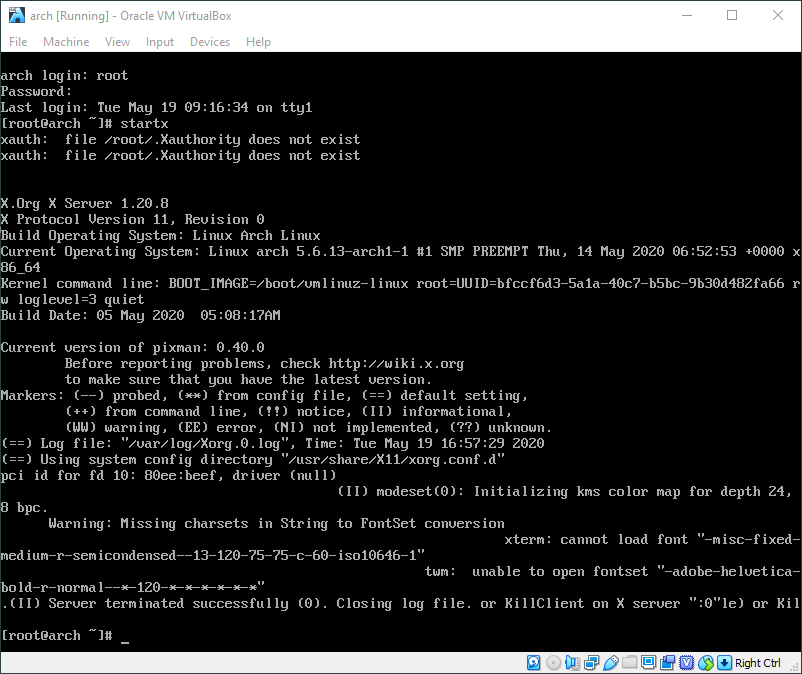 arch [Running] - Oracle VM VirtualBox
File Machine View Input Devices Help
arch login: root
Password:
Last login: Tue May 19 09:16:34 on tty1
[root@arch ~]# startx
xauth:  file /root/.Xauthority does not exist
xauth:  file /root/.Xauthority does not exist
X.Org X Server 1.20.8
X Protocol Version 11, Revision 0
Build Operating System: Linux Arch Linux
Current Operating System: Linux arch 5.6.13-arch1-1 #1 SMP PREEMPT Thu, 14 May 2020 06:52:53 +0000 x
86_64
Kernel command line: BOOT_IMAGE=/boot/vmlinuz-linux root=UUID=bfccf6d3-5a1a-40c7-b5bc-9b30d482fa66 r
w loglevel=3 quiet
Build Date: 05 May 2020  05:08:17AM
Current version of pixman: 0.40.0
Before reporting problems, check http://wiki.x.org
to make sure that you have the latest version.
Markers: (--) probed, (**) from config file, (==) default setting,
(++) from command line, (!!) notice, (II) informational,
(WW) warning, (EE) error, (NI) not implemented, (??) unknown.
(==) Log file: "/var/log/Xorg.0.log", Time: Tue May 19 16:57:29 2020
(==) Using system config directory "/usr/share/X11/xorg.conf.d"
pci id for fd 10: 80ee:beef, driver (null)
(II) modeset(0): Initializing kms color map for depth 24,
8 bpc.
Warning: Missing charsets in String to FontSet conversion
xterm: cannot load font "-misc-fixed-
medium-r-semicondensed--13-120-75-75-c-60-iso10646-1"
twm:  unable to open fontset "-adobe-helvetica-
bold-r-normal--*-120-*-*-*-*-*-*"
.(II) Server terminated successfully (0). Closing log file. or KillClient on X server ":0"le) or Kil
[root@arch ~]# _
Right Ctrl